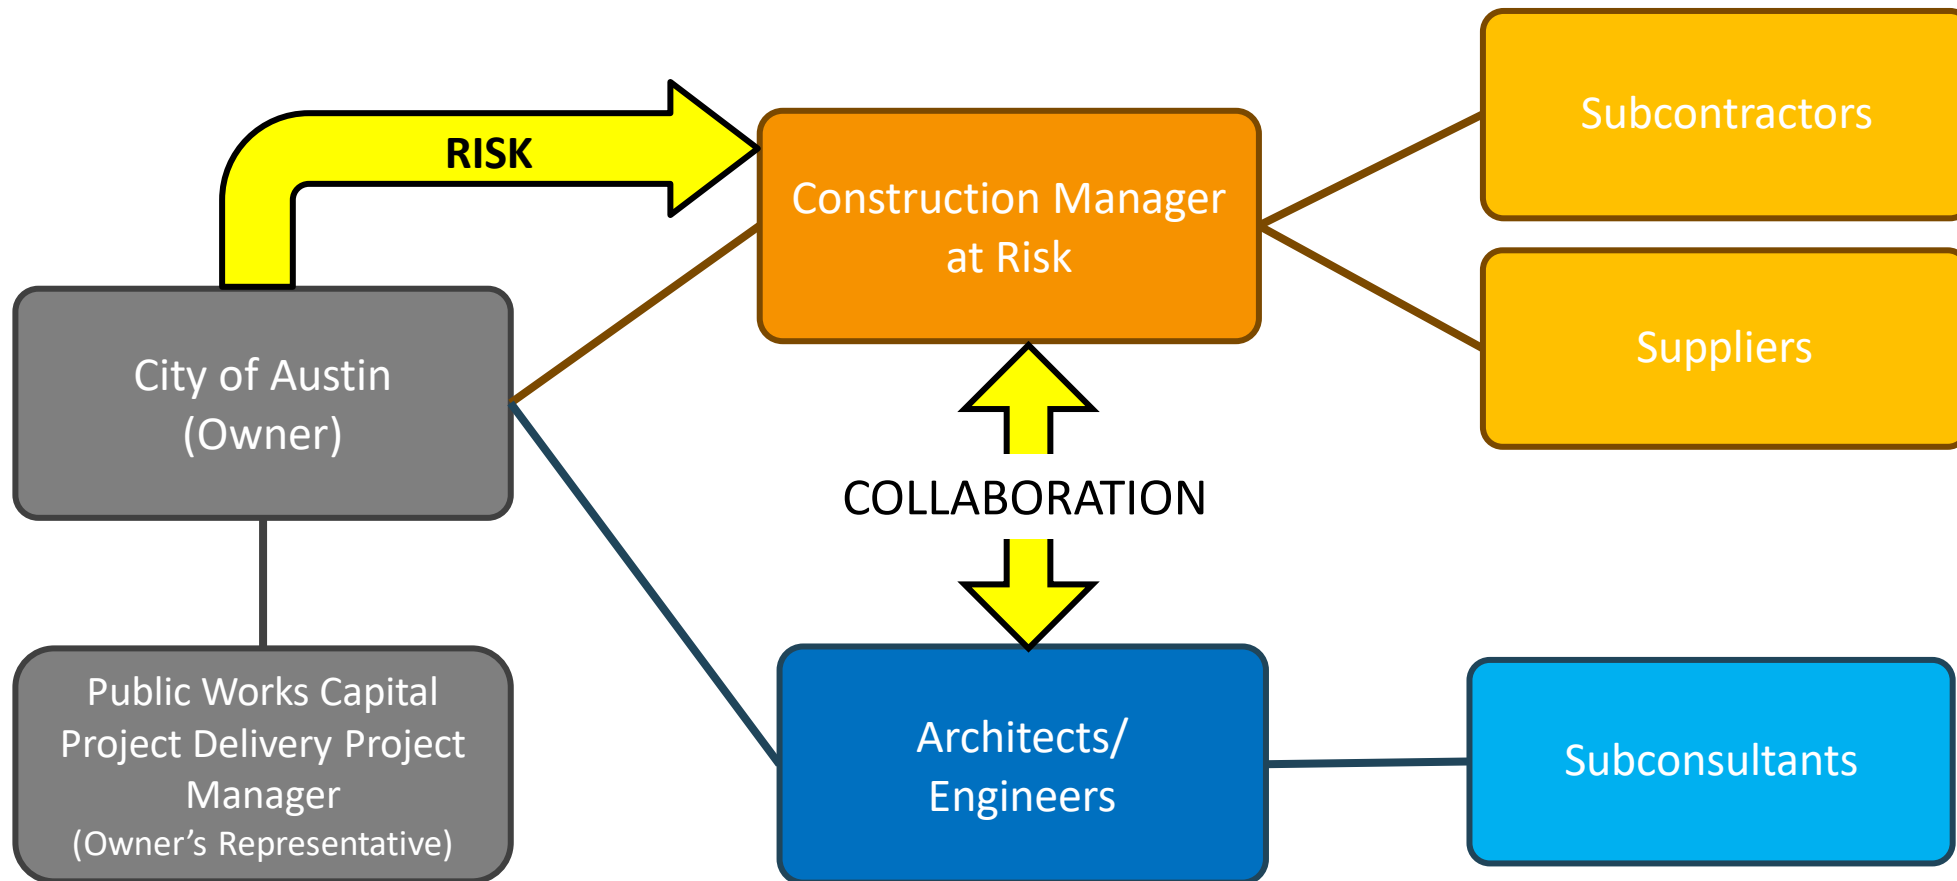 RISK
Construction Manager
at Risk
Subcontractors
Suppliers
City of Austin
(Owner)
COLLABORATION
Public Works Capital
Project Delivery Project
Manager
(Owner’s Representative)
Architects/
Engineers
Subconsultants